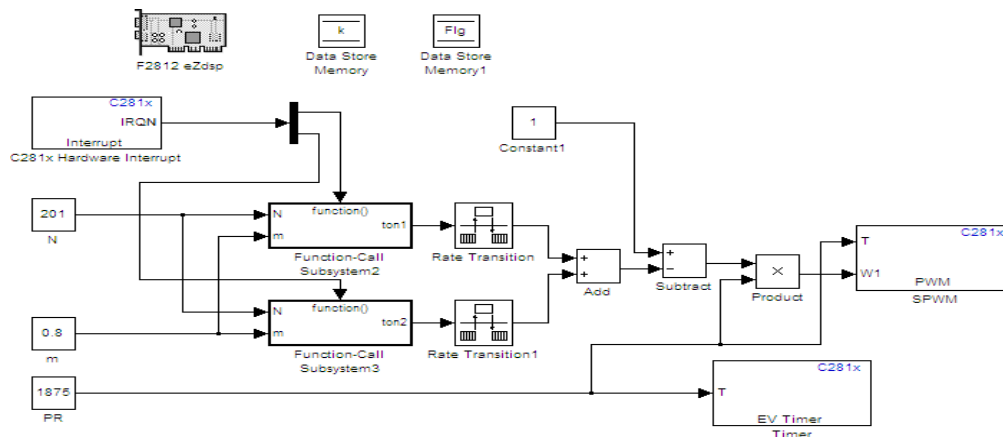 k
Flg
F2812 eZdsp
Data Store
Memory
Data Store
Memory1
C281x
IRQN
Interrupt
C281x Hardware Interrupt
1
Constant1
201
N
function()
N
m
ton1
Function-Call
Subsystem2
Rate Transition
+
+
Add
+
−
Subtract
×
Product
C281x
T
W1
PWM
SPWM
0.8
m
function()
N
m
ton2
Function-Call
Subsystem3
Rate Transition1
1875
PR
C281x
T
EV Timer
Timer